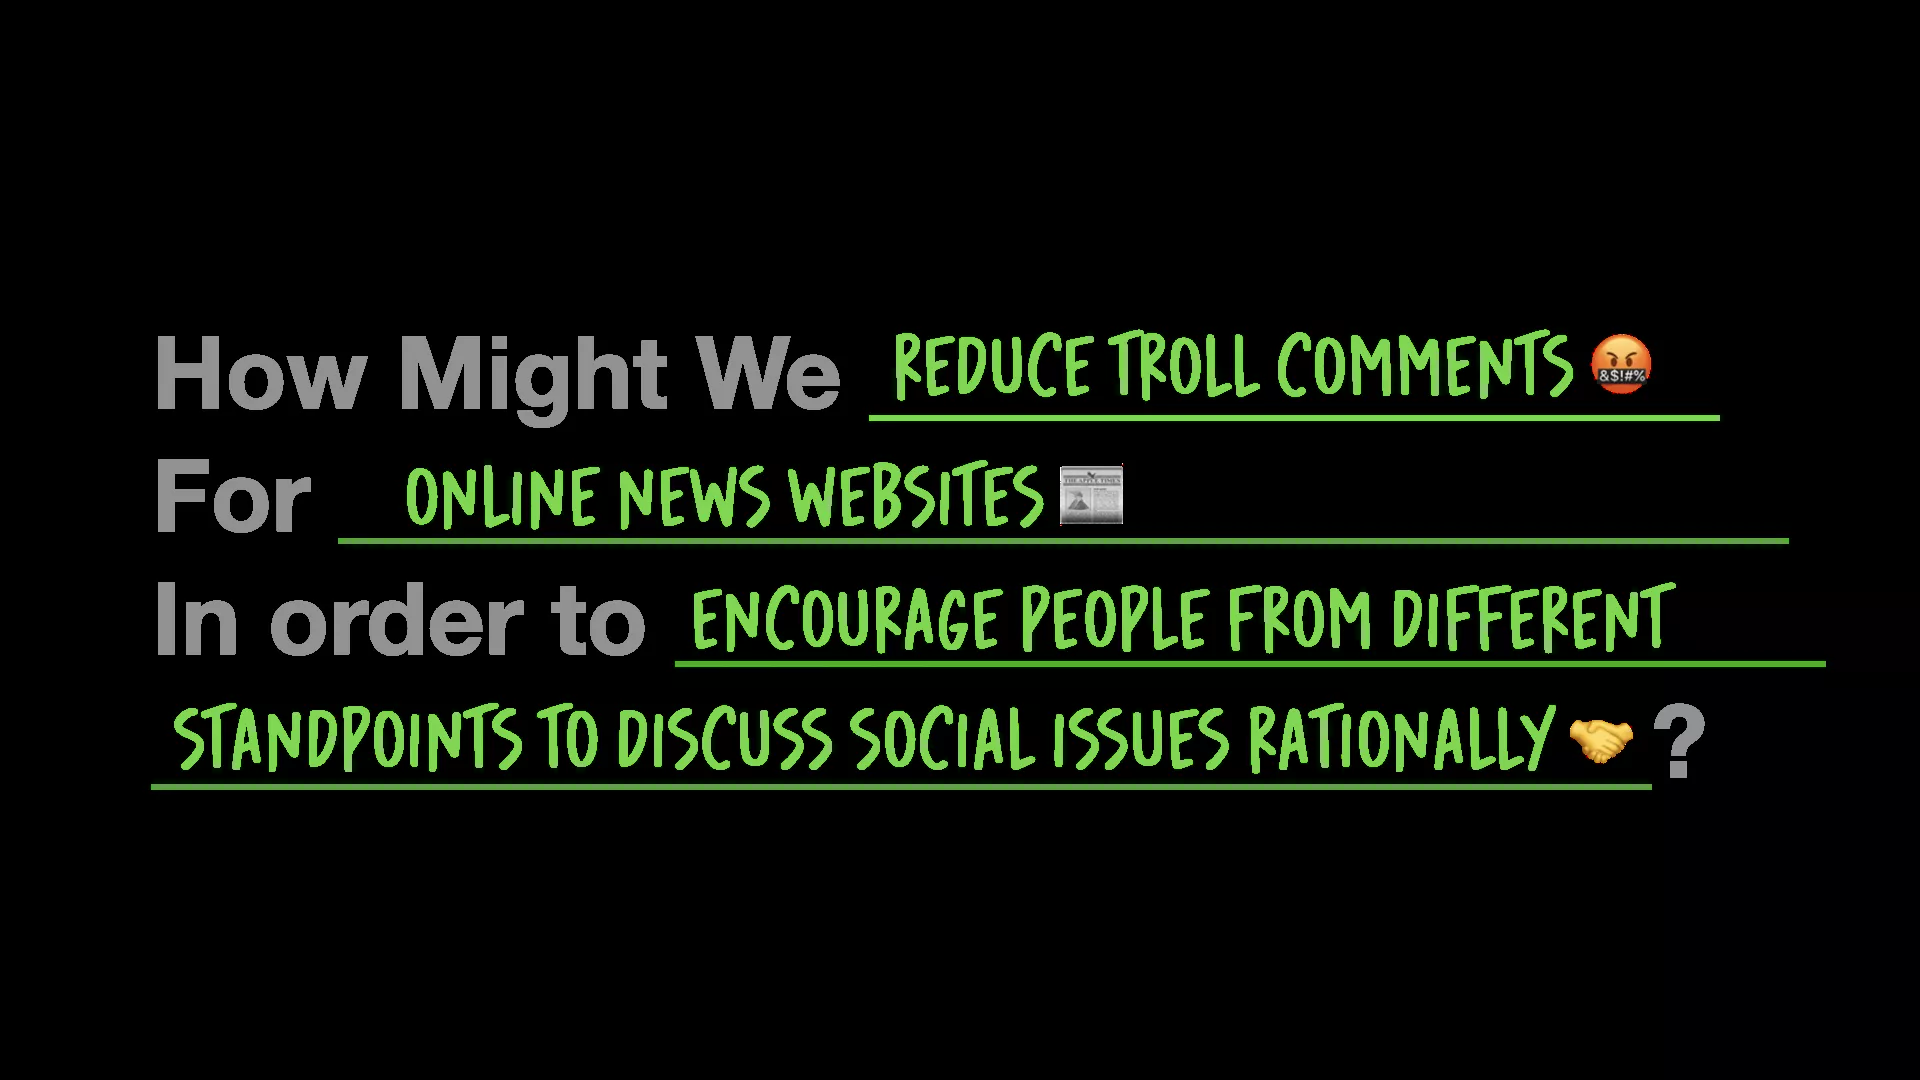 How Might We REDUCE TROLL COMMENTS 🤬
For ONLINE NEWS WEBSITES 📰
In order to ENCOURAGE PEOPLE FROM DIFFERENT
STANDPOINTS TO DISCUSS SOCIAL ISSUES RATIONALLY 🤝?